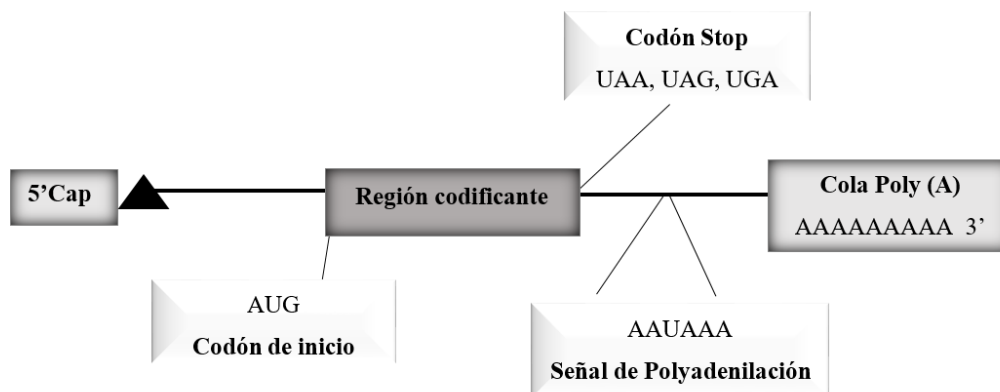 Codón Stop
UAA, UAG, UGA
5’Cap
Región codificante
Cola Poly (A)
AAAAAAAAA 3’
AUG
Codón de inicio
AAUAAA
Señal de Polyadenilación